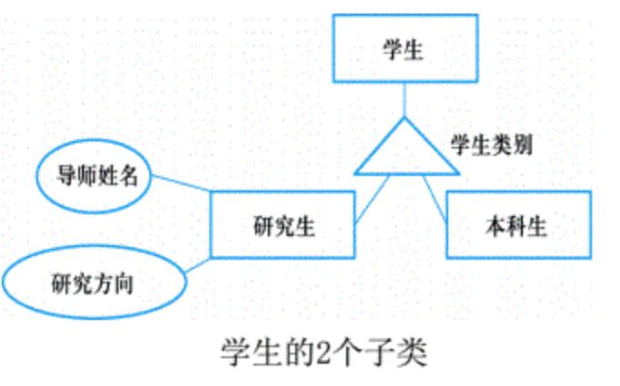 学生
学生类别
导师姓名
研究生
本科生
研究方向
学生的2个子类